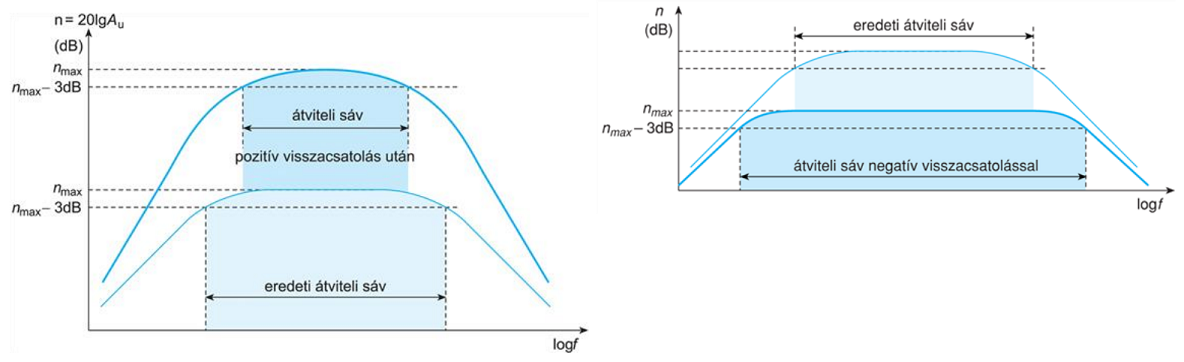 n = 20lgAu
(dB)
nmax
nmax – 3dB
átviteli sáv
pozitív visszacsatolás után
nmax
nmax – 3dB
eredeti átviteli sáv
logf
n
(dB)
eredeti átviteli sáv
nmax
nmax – 3dB
átviteli sáv negatív visszacsatolással
logf